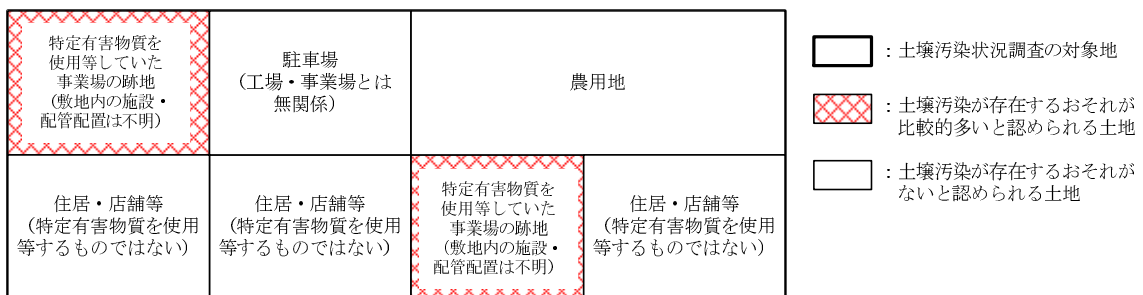 特定有害物質を
使用等していた
事業場の跡地
(敷地内の施設・
配管配置は不明)
駐車場
(工場・事業場とは
無関係)
農用地
住居・店舗等
(特定有害物質を使用
等するものではない)
住居・店舗等
(特定有害物質を使用
等するものではない)
特定有害物質を
使用等していた
事業場の跡地
(敷地内の施設・
配管配置は不明)
住居・店舗等
(特定有害物質を使用
等するものではない)
：土壌汚染状況調査の対象地
：土壌汚染が存在するおそれが
比較的多いと認められる土地
：土壌汚染が存在するおそれが
ないと認められる土地